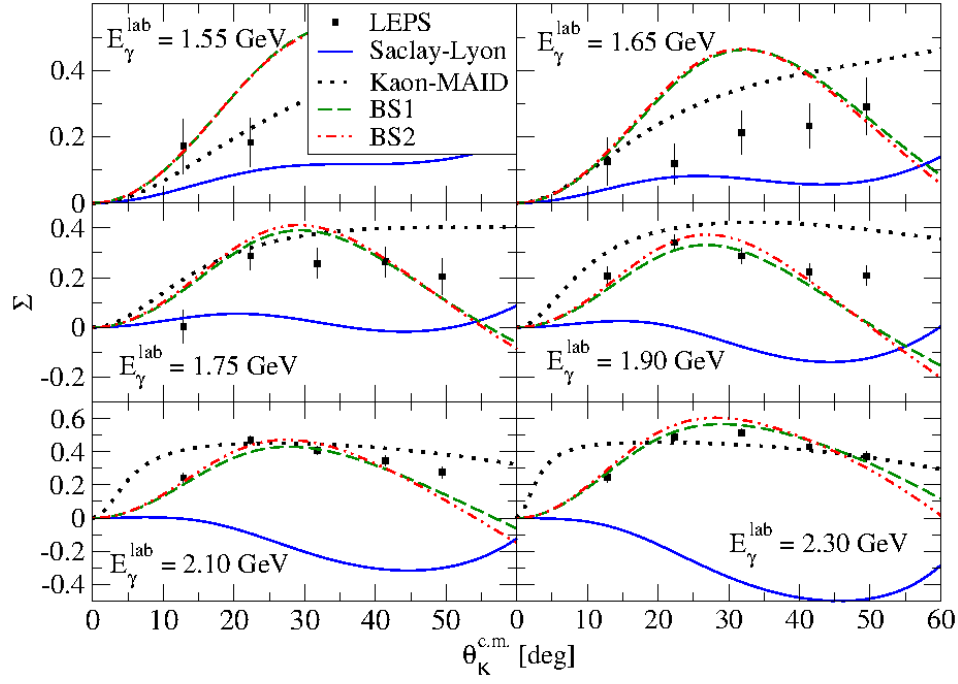 E_γ^lab = 1.55 GeV
LEPS
Saclay-Lyon
Kaon-MAID
BS1
BS2
E_γ^lab = 1.65 GeV
0.4
0.2
0
0.4
0.2
0
-0.2
Σ
E_γ^lab = 1.75 GeV
E_γ^lab = 1.90 GeV
0.6
0.4
0.2
0
-0.2
-0.4
E_γ^lab = 2.10 GeV
E_γ^lab = 2.30 GeV
0 10 20 30 40 50 0 10 20 30 40 50 60
θ_K^c.m. [deg]